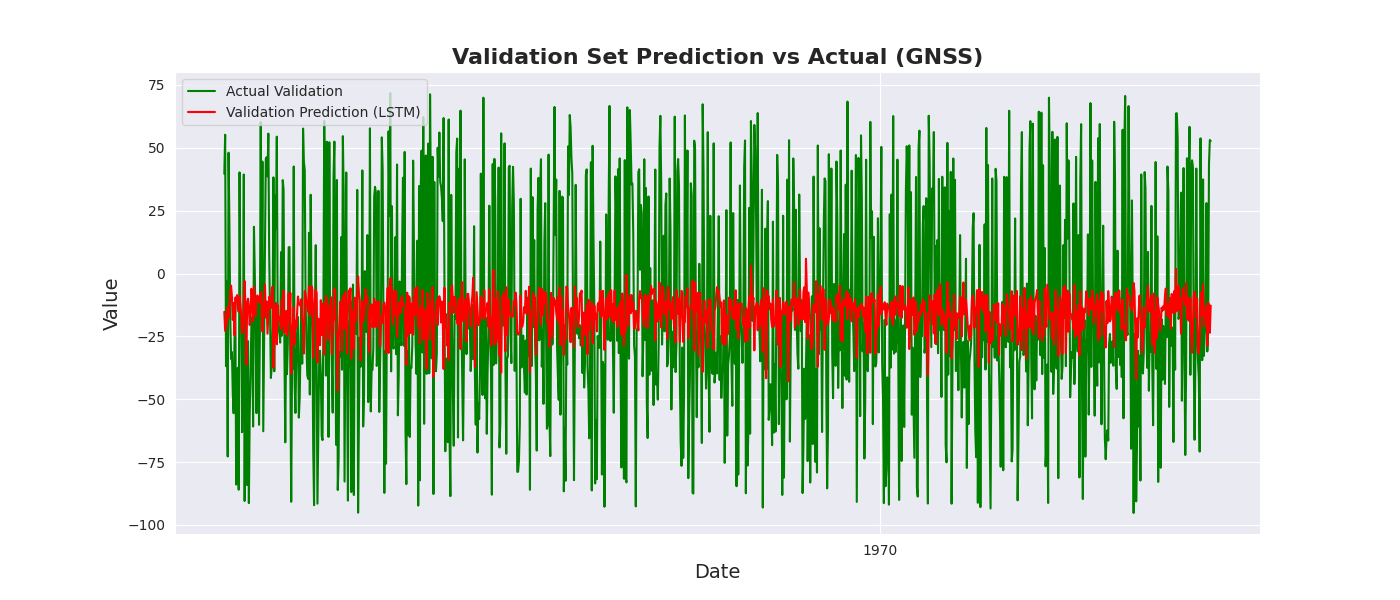 Validation Set Prediction vs Actual (GNSS)
Actual Validation
Validation Prediction (LSTM)
75
50
25
0
−25
−50
−75
−100
Value
1970
Date